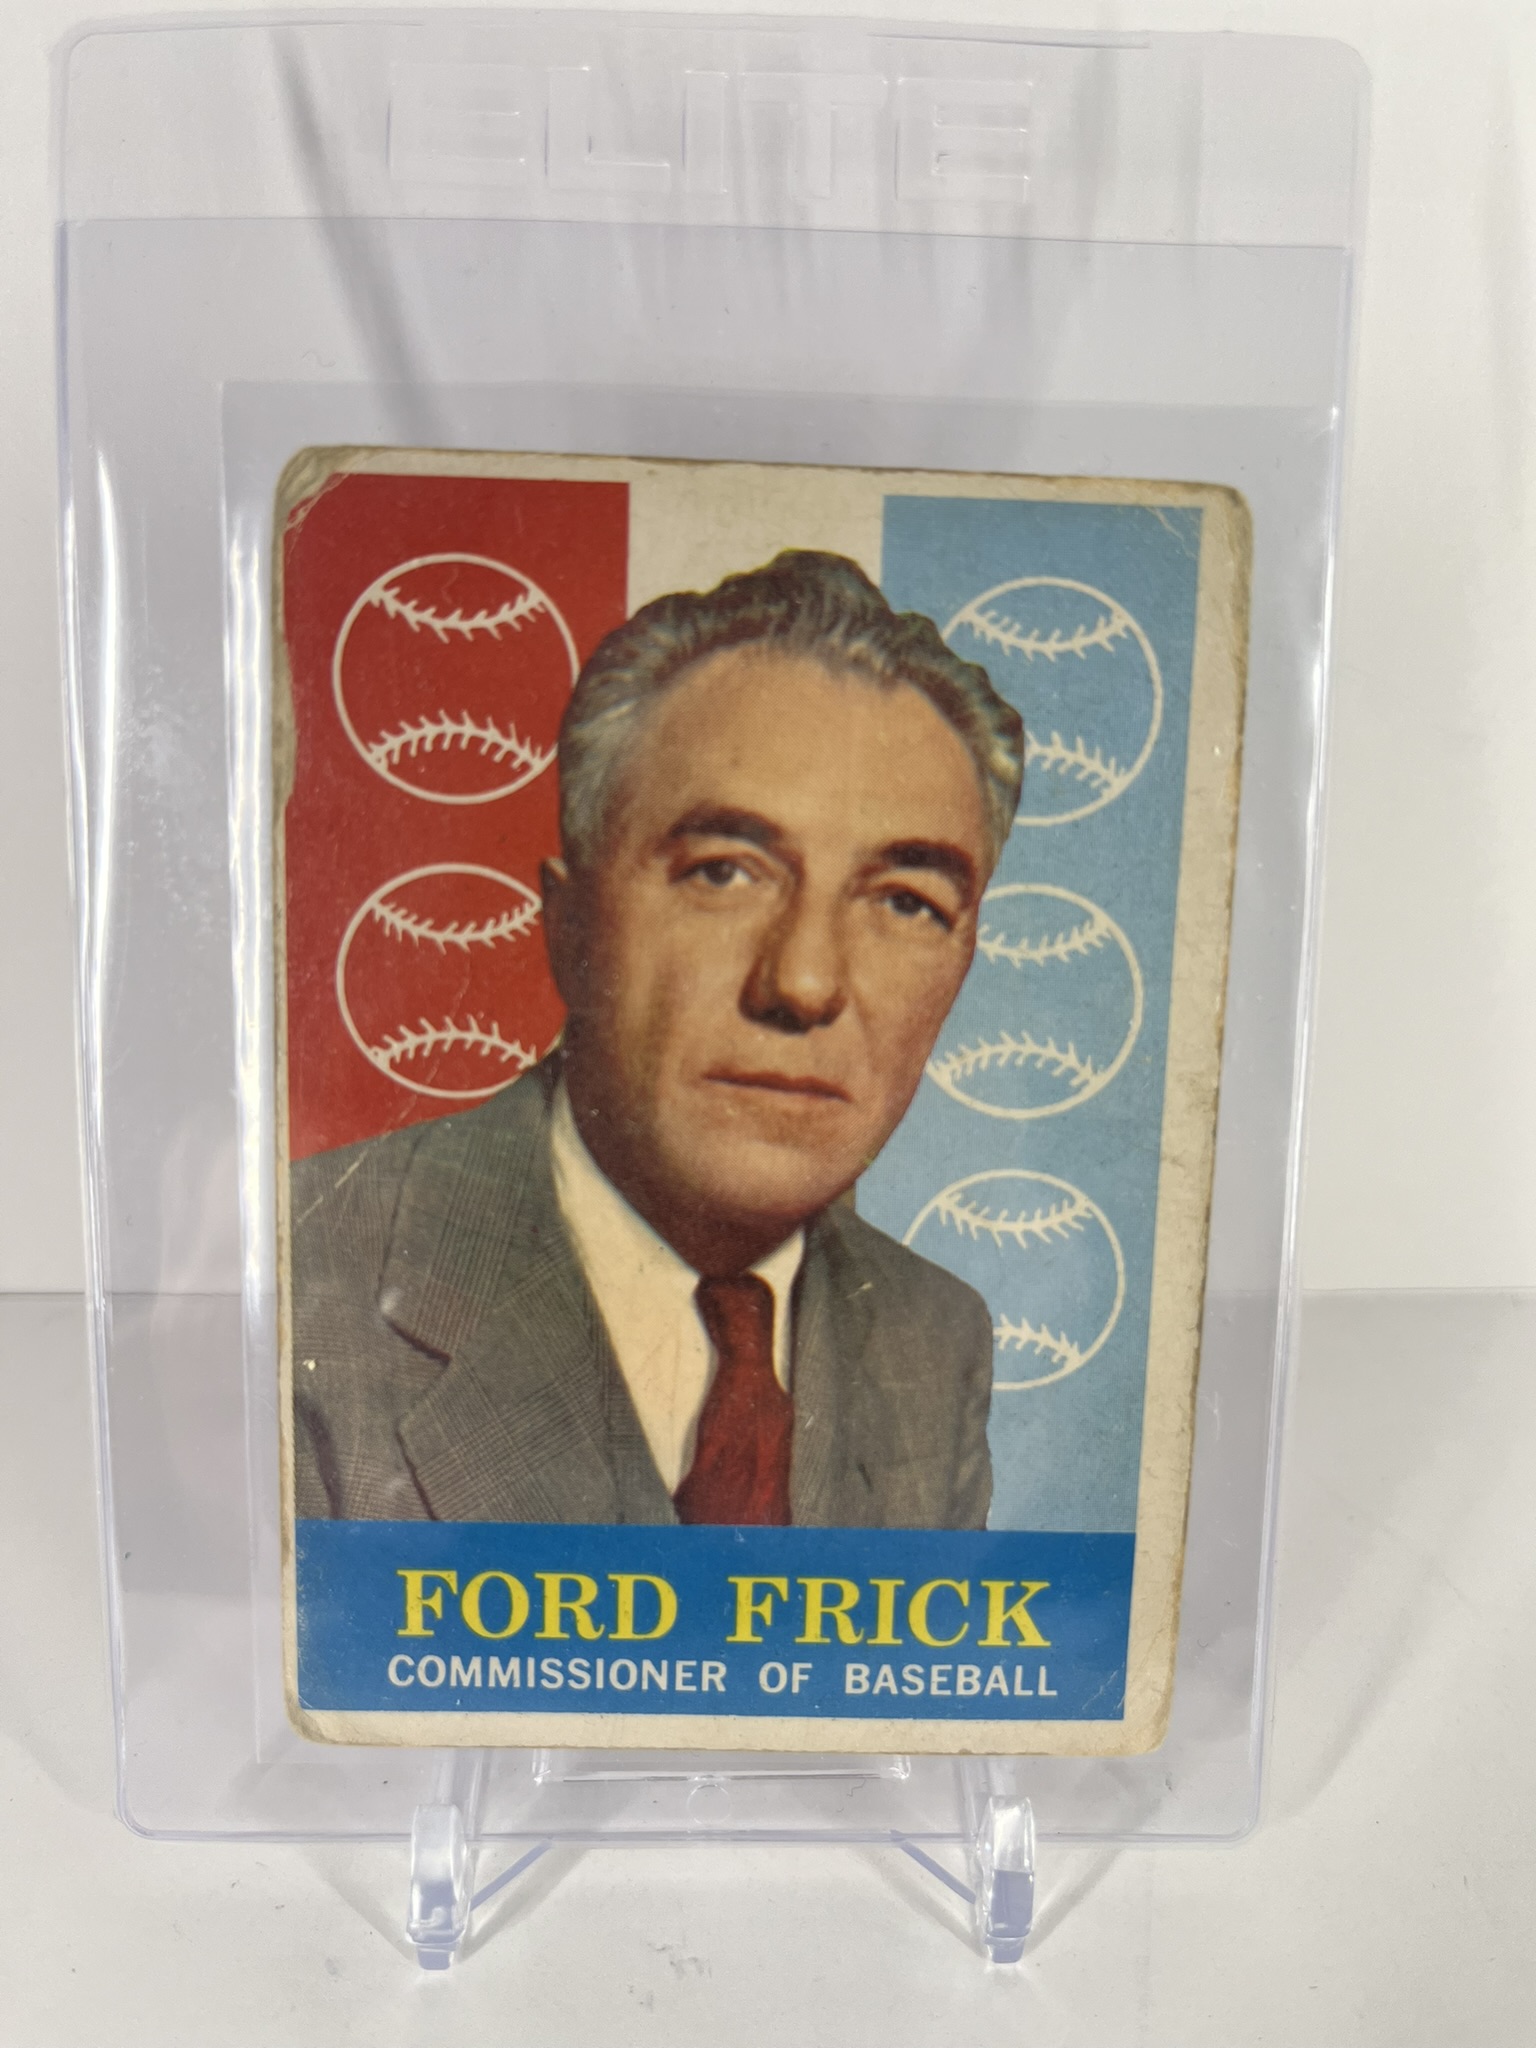 ELITE
FORD FRICK
COMMISSIONER OF BASEBALL